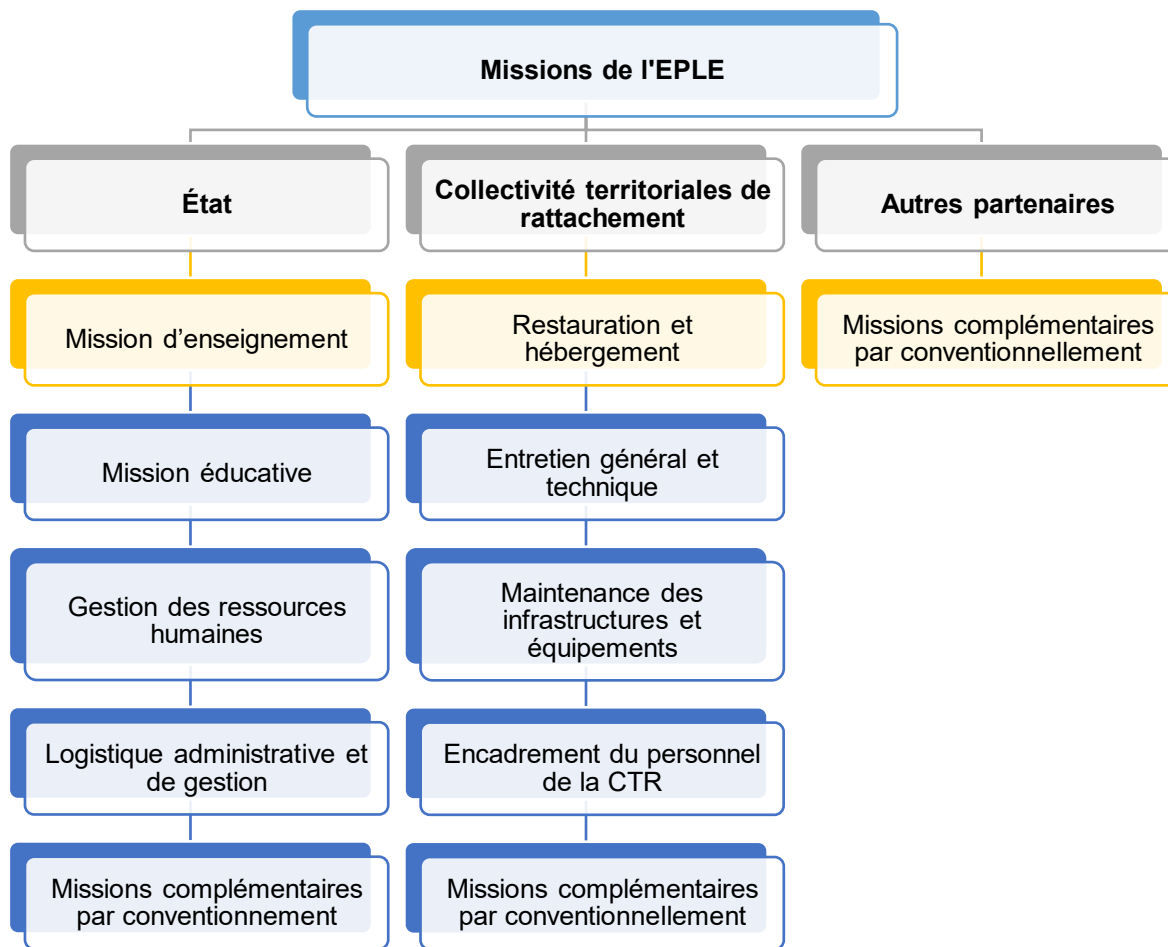 Missions de l'EPLE
État
Collectivité territoriales de
rattachement
Autres partenaires
Mission d’enseignement
Restauration et
hébergement
Missions complémentaires
par conventionnellement
Mission éducative
Entretien général et
technique
Gestion des ressources
humaines
Maintenance des
infrastructures et
équipements
Logistique administrative et
de gestion
Encadrement du personnel
de la CTR
Missions complémentaires
par conventionnement
Missions complémentaires
par conventionnellement